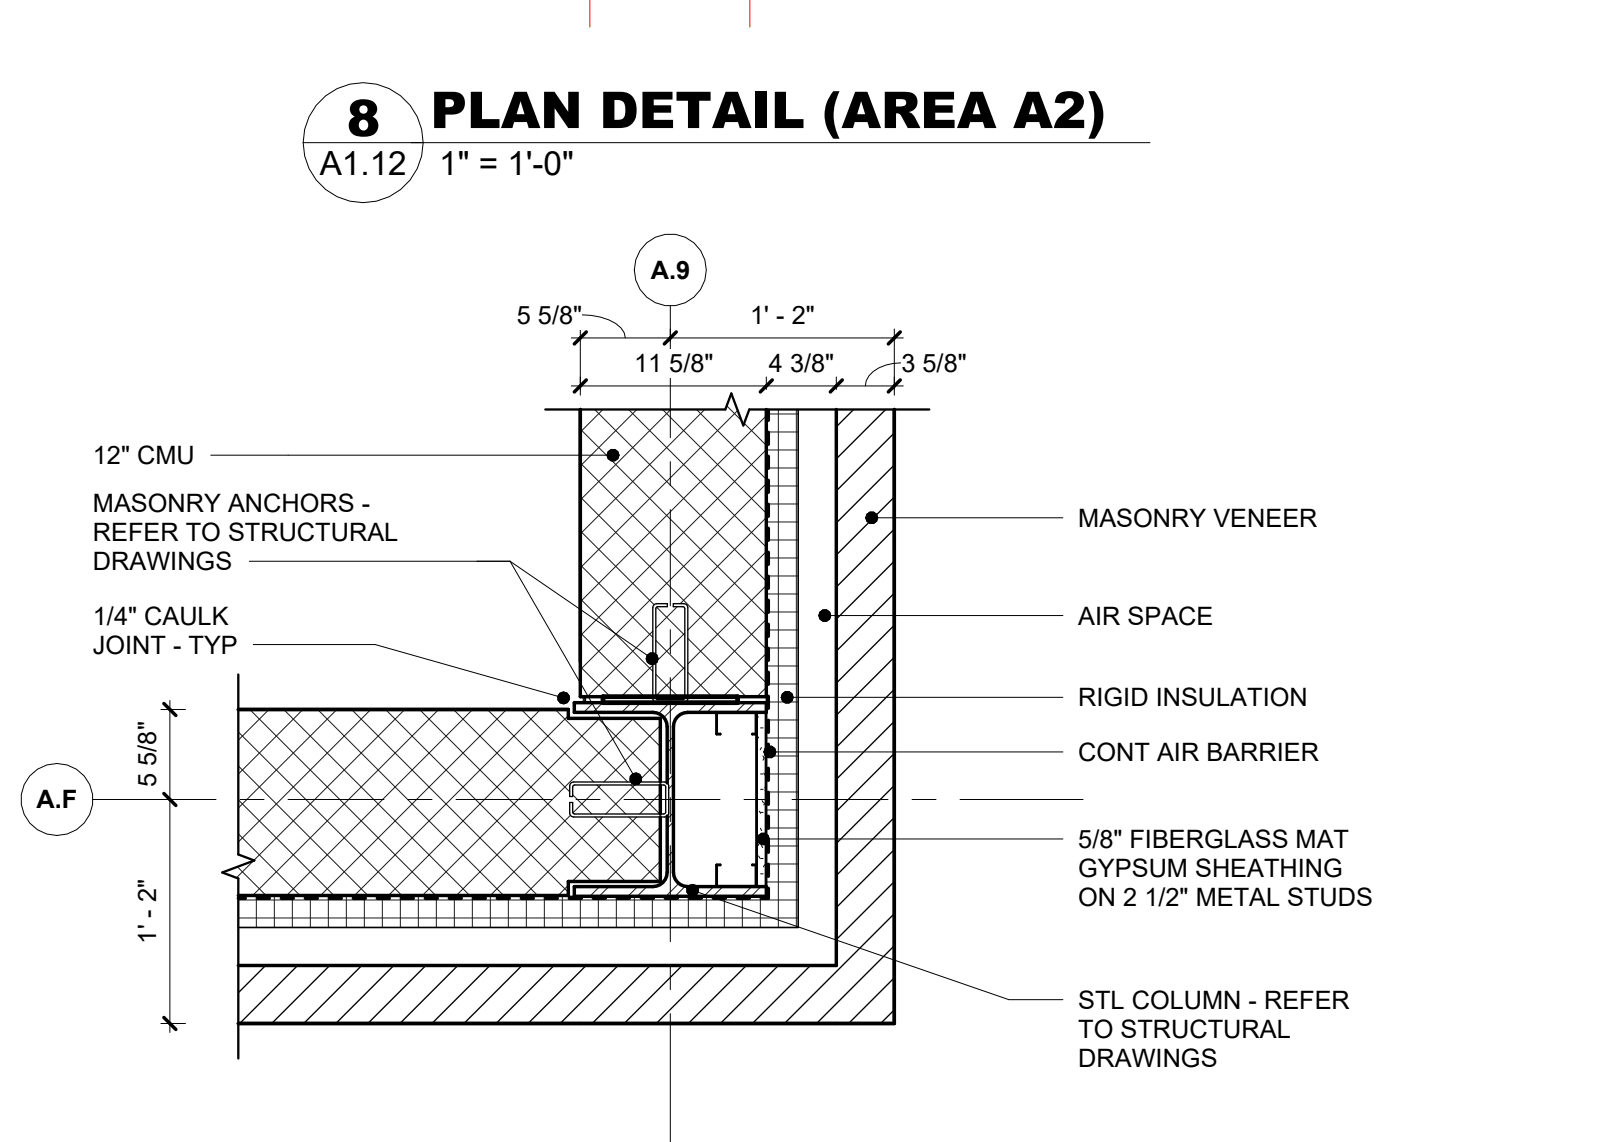 8
PLAN DETAIL (AREA A2)
A1.12
1" = 1'-0"
A.9
5 5/8"
1' - 2"
11 5/8"
4 3/8"
3 5/8"
12" CMU
MASONRY ANCHORS -
REFER TO STRUCTURAL
DRAWINGS
1/4" CAULK
JOINT - TYP
5 5/8"
A.F
1' - 2"
MASONRY VENEER
AIR SPACE
RIGID INSULATION
CONT AIR BARRIER
5/8" FIBERGLASS MAT
GYPSUM SHEATHING
ON 2 1/2" METAL STUDS
STL COLUMN - REFER
TO STRUCTURAL
DRAWINGS